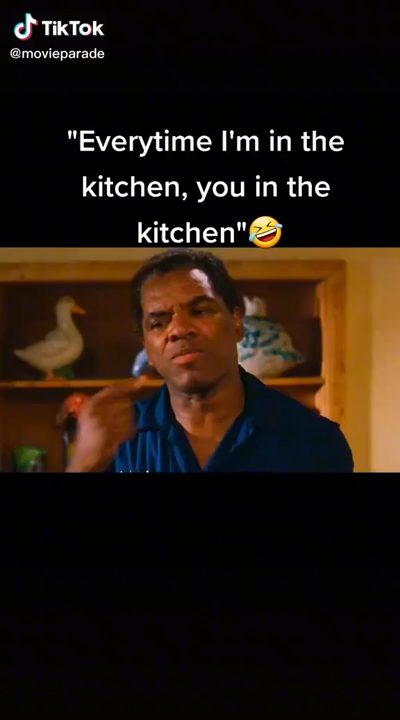 TikTok
@movieparade
"Everytime I'm in the
kitchen, you in the
kitchen"🤣